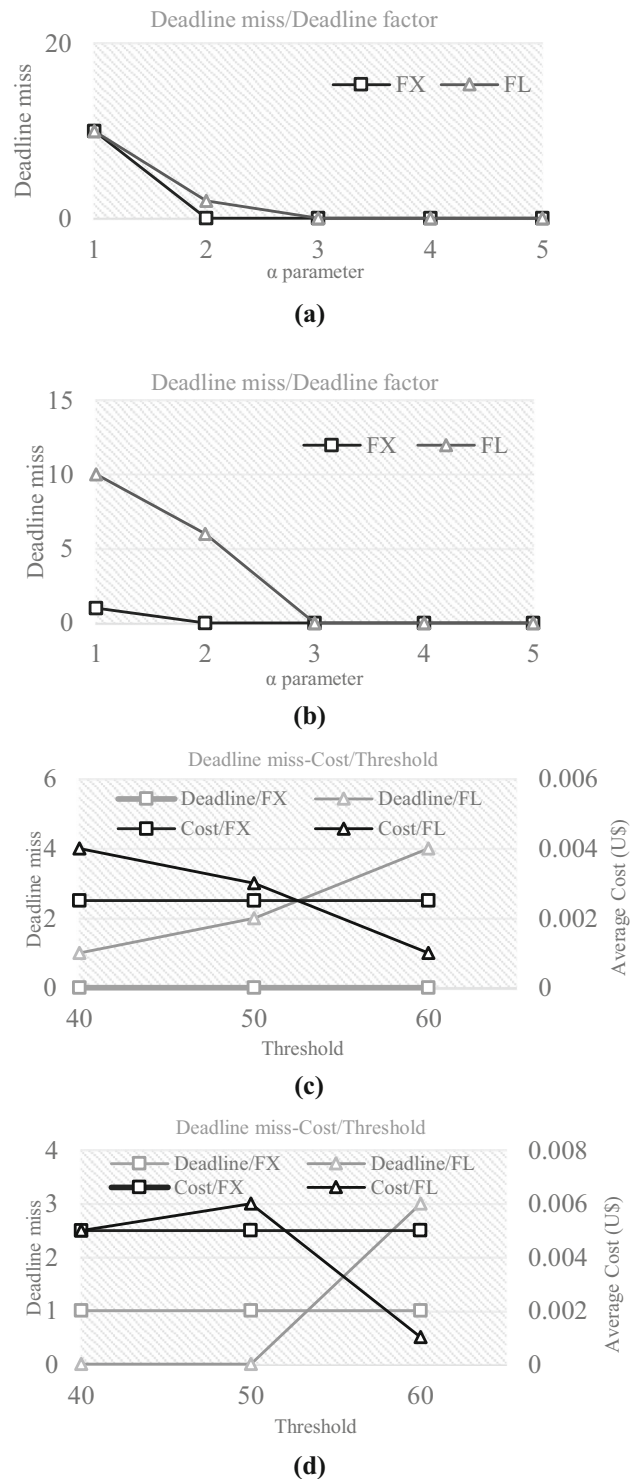 Deadline miss/Deadline factor
20
FX FL
Deadline miss
0
1 2 3 4 5
α parameter
(a)
Deadline miss/Deadline factor
15
FX FL
10
Deadline miss
5
0
1 2 3 4 5
α parameter
(b)
Deadline miss-Cost/Threshold
6 0.006
Deadline/FX Deadline/FL
Cost/FX Cost/FL
4 0.004
Deadline miss
Average Cost (U$)
2 0.002
0 0
40 50 60
Threshold
(c)
Deadline miss-Cost/Threshold
4 0.008
Deadline/FX Deadline/FL
Cost/FX Cost/FL
3 0.006
Deadline miss
Average Cost (U$)
2 0.004
1 0.002
0 0
40 50 60
Threshold
(d)